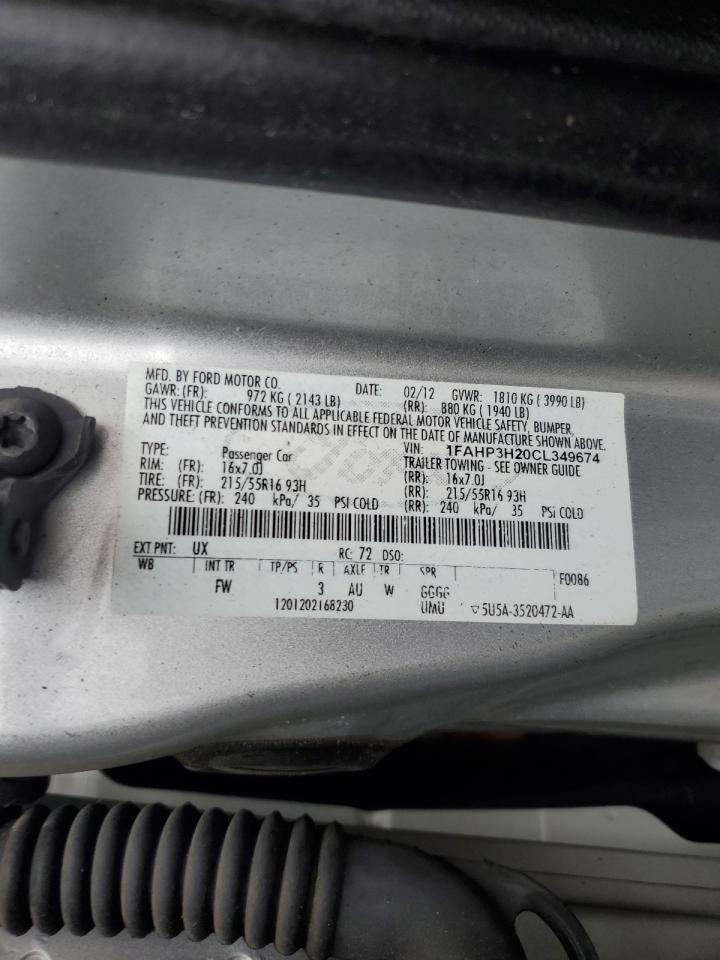 MFD. BY FORD MOTOR CO. DATE: 02/12 GVWR: 1810 KG ( 3990 LB)
GAWR: (FR): 972 KG ( 2143 LB) (RR): 880 KG ( 1940 LB)
THIS VEHICLE CONFORMS TO ALL APPLICABLE FEDERAL MOTOR VEHICLE SAFETY, BUMPER,
AND THEFT PREVENTION STANDARDS IN EFFECT ON THE DATE OF MANUFACTURE SHOWN ABOVE.
VIN: 1FAHP3H20CL349674
TYPE: Passenger Car TRAILER TOWING - SEE OWNER GUIDE
RIM: (FR): 16x7.0J (RR): 16x7.0J
TIRE: (FR): 215/55R16 93H (RR): 215/55R16 93H
PRESSURE: (FR): 240 kPa/ 35 PSI COLD (RR): 240 kPa/ 35 PSI COLD
EXT PNT: UX RC: 72 DSO:
WB INT TR TP/PS R AXLE TR SPR F0086
FW 3 AU W GGGG
1201202168230 UMU ▽5U5A-3520472-AA